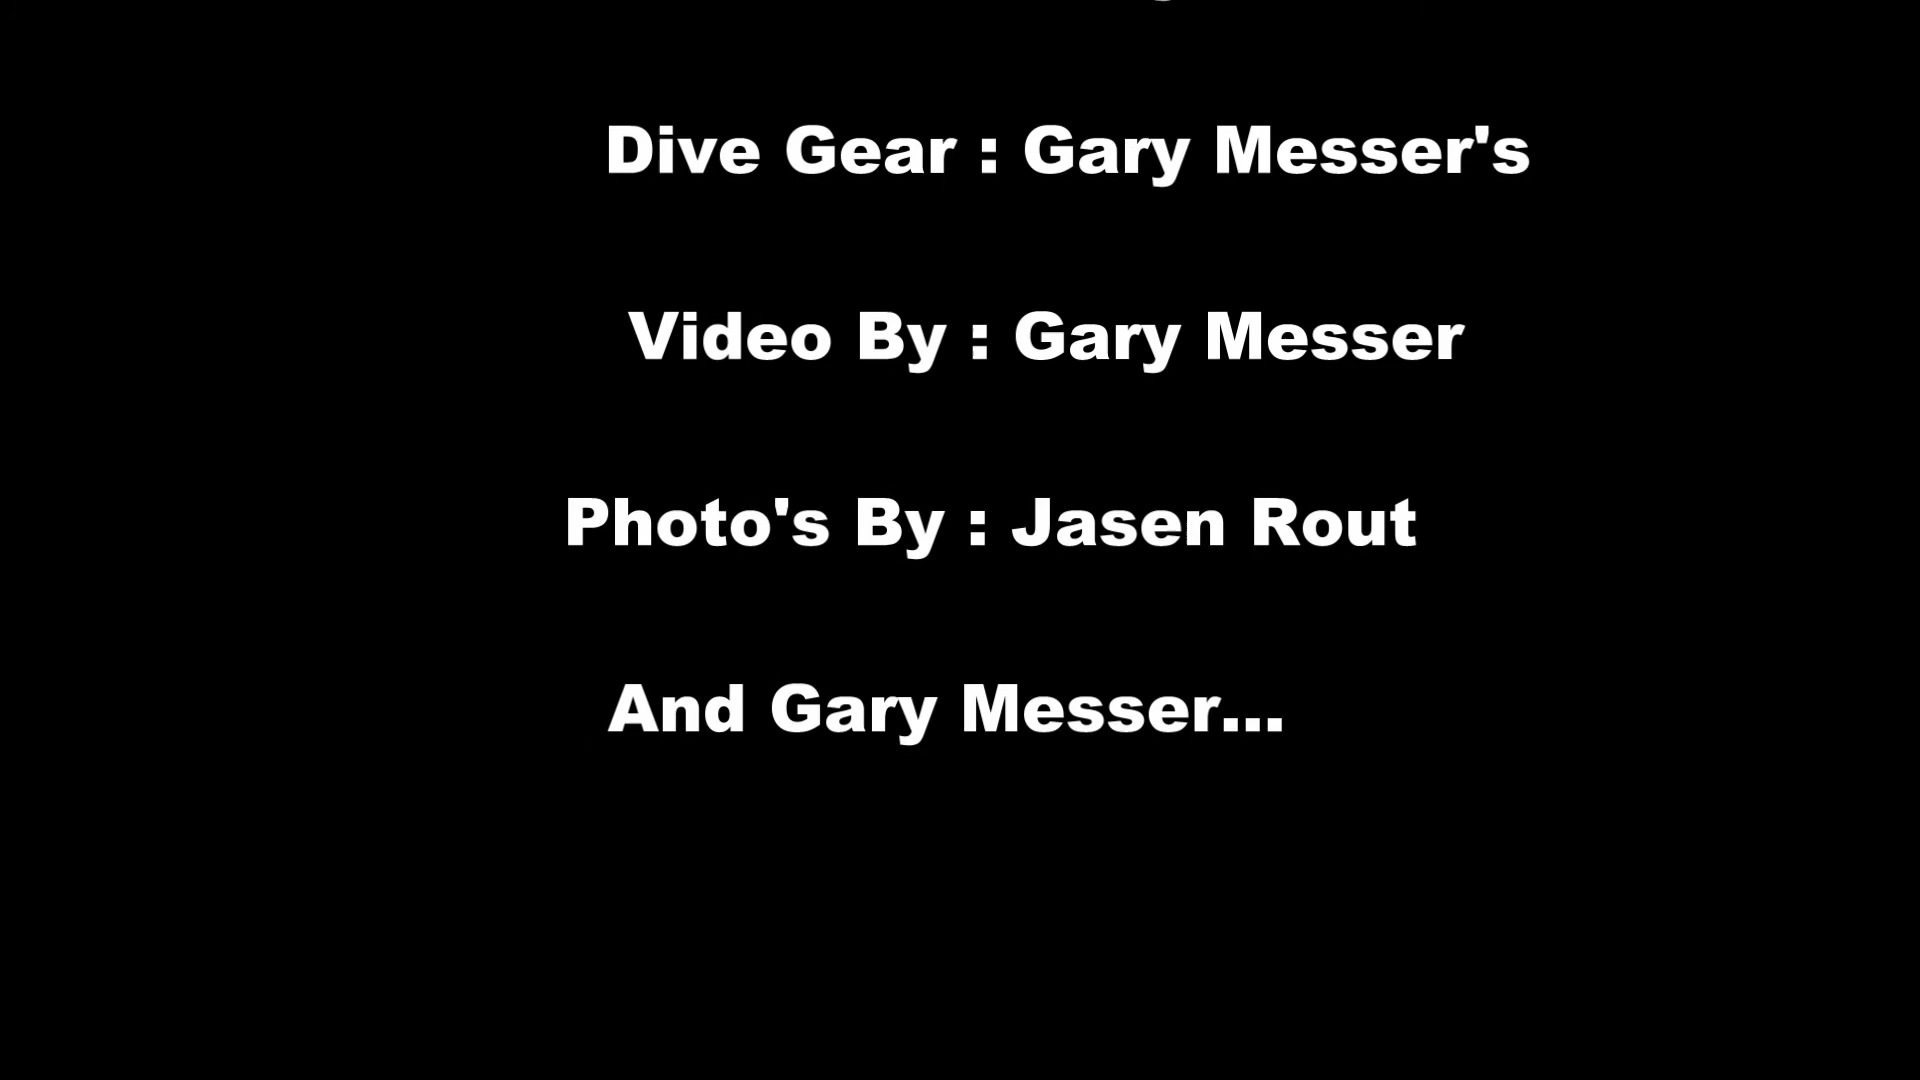 Dive Gear : Gary Messer's
Video By : Gary Messer
Photo's By : Jasen Rout
And Gary Messer...